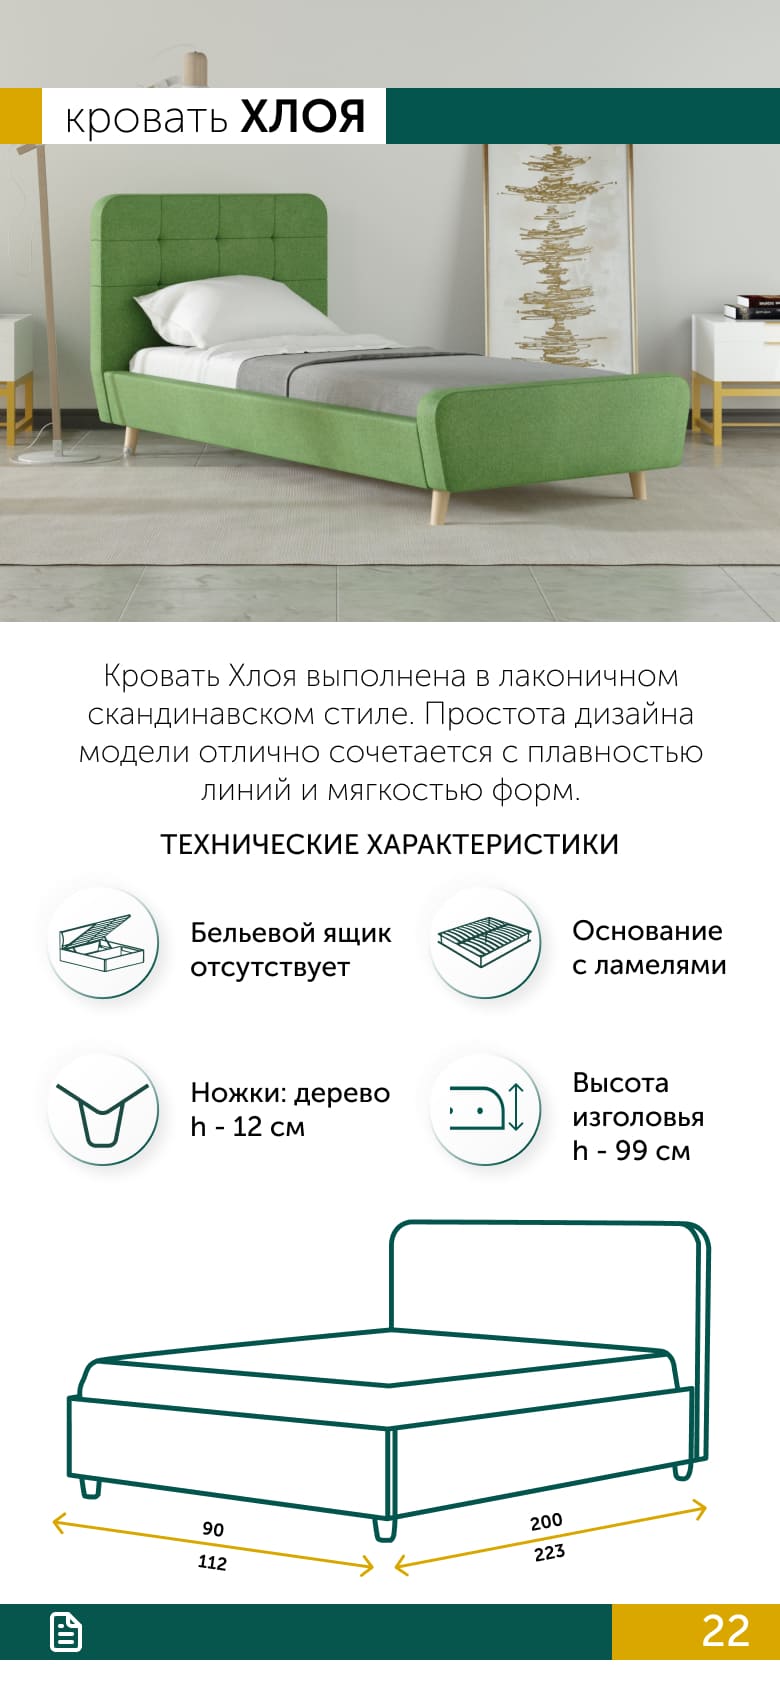 кровать ХЛОЯ
Кровать Хлоя выполнена в лаконичном
скандинавском стиле. Простота дизайна
модели отлично сочетается с плавностью
линий и мягкостью форм.
ТЕХНИЧЕСКИЕ ХАРАКТЕРИСТИКИ
Бельевой ящик
отсутствует
Основание
с ламелями
Ножки: дерево
h - 12 см
Высота
изголовья
h - 99 см
90
112
200
223
22